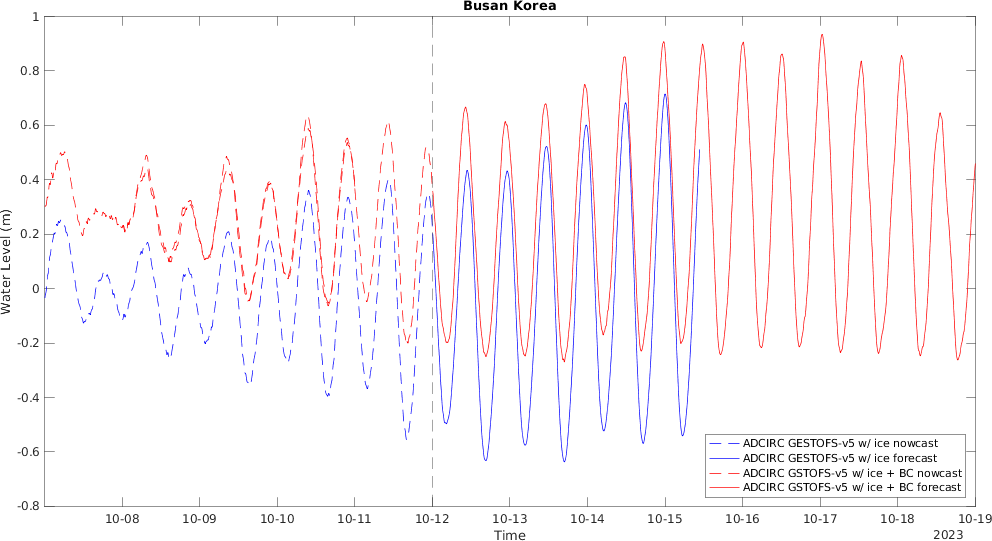 Busan Korea
Water Level (m)
1
0.8
0.6
0.4
0.2
0
-0.2
-0.4
-0.6
-0.8
10-08 10-09 10-10 10-11 10-12 10-13 10-14 10-15 10-16 10-17 10-18 10-19
Time
2023
ADCIRC GESTOFS-v5 w/ ice nowcast
ADCIRC GESTOFS-v5 w/ ice forecast
ADCIRC GSTOFS-v5 w/ ice + BC nowcast
ADCIRC GSTOFS-v5 w/ ice + BC forecast